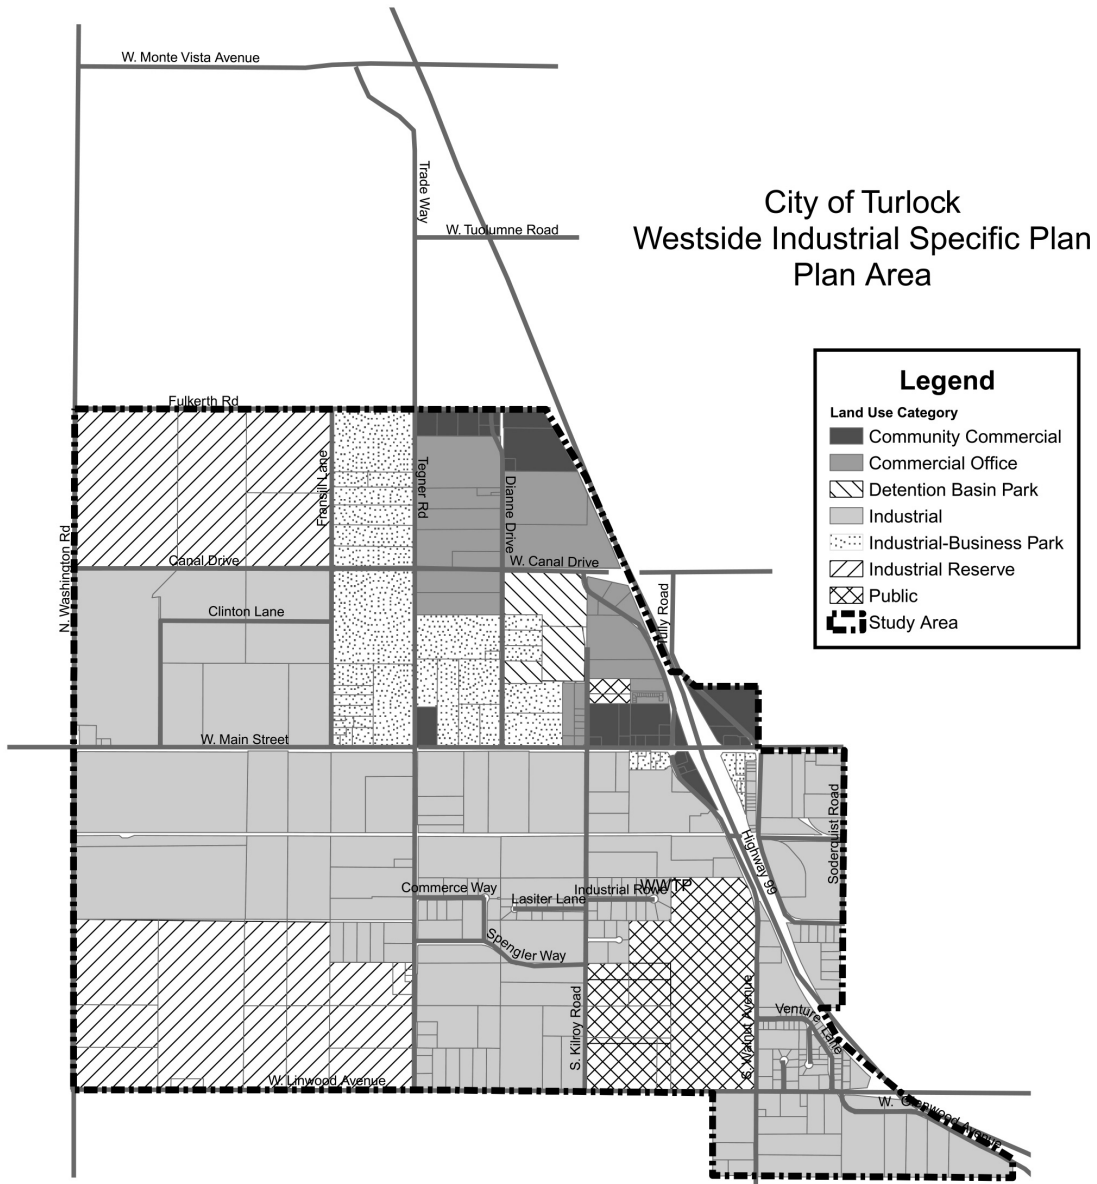 W. Monte Vista Avenue
Trade Way
W. Tuolumne Road
City of Turlock
Westside Industrial Specific Plan
Plan Area
Legend
Land Use Category
Community Commercial
Commercial Office
Detention Basin Park
Industrial
Industrial-Business Park
Industrial Reserve
Public
Study Area
Fulkerth Rd
Fransil Lane
Tegner Rd
Dianne Drive
N. Washington Rd
Canal Drive
W. Canal Drive
Clinton Lane
Tully Road
W. Main Street
Soderquist Road
Highway 99
Commerce Way
Lasiter Lane
Industrial Rowe
WWTP
Spengler Way
S. Kilroy Road
S. Walnut Avenue
Venture Lane
W. Linwood Avenue
W. Glenwood Avenue